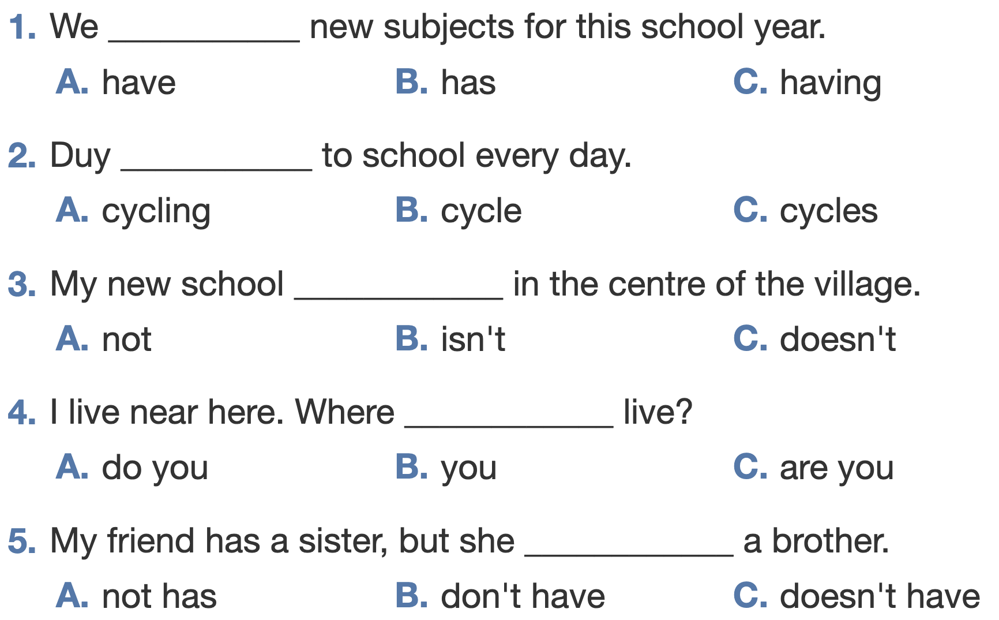 1. We ___________ new subjects for this school year.
A. have B. has C. having
2. Duy ___________ to school every day.
A. cycling B. cycle C. cycles
3. My new school ____________ in the centre of the village.
A. not B. isn't C. doesn't
4. I live near here. Where ____________ live?
A. do you B. you C. are you
5. My friend has a sister, but she ____________ a brother.
A. not has B. don't have C. doesn't have